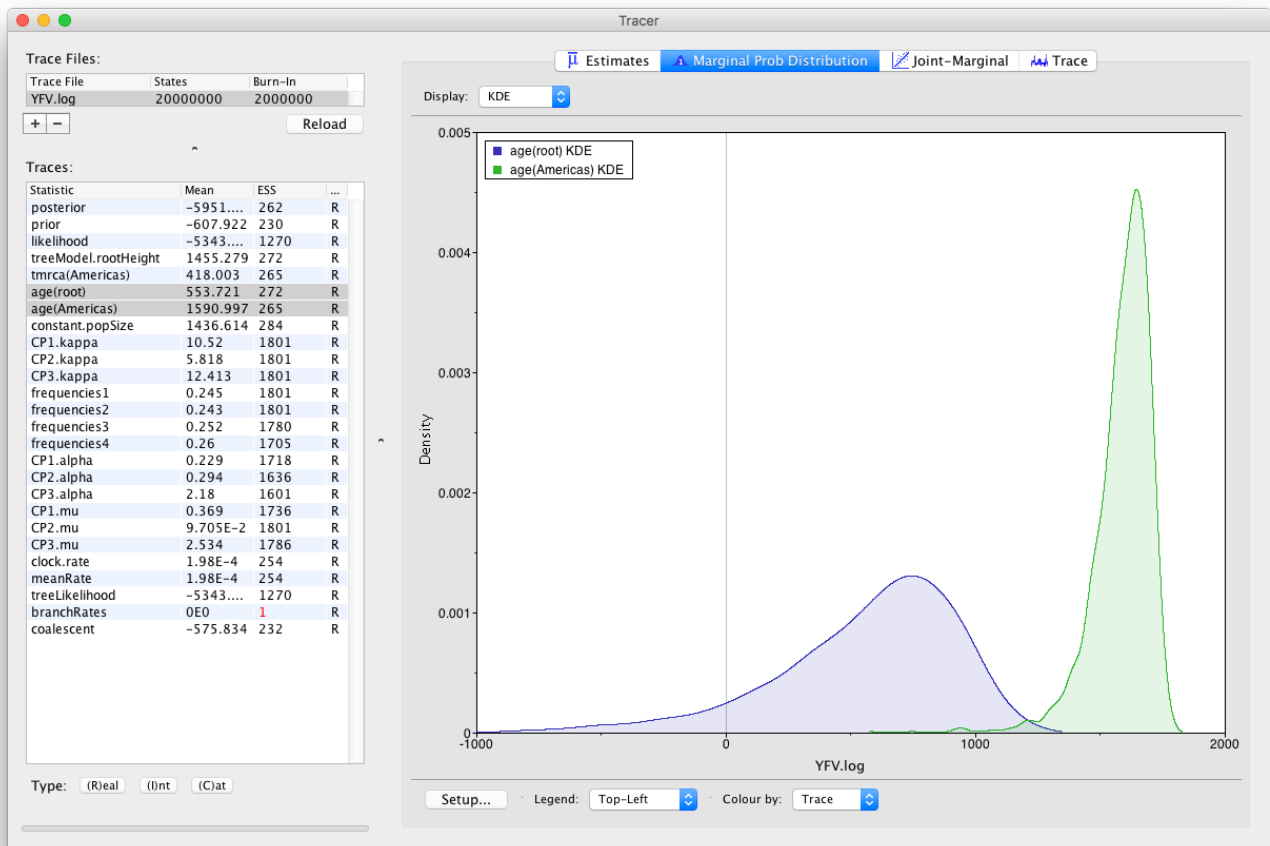 Tracer
Trace Files:
Trace File States Burn-In
YFV.log 20000000 2000000
+ −
Reload
Traces:
Statistic Mean ESS ...
posterior -5951.... 262 R
prior -607.922 230 R
likelihood -5343.... 1270 R
treeModel.rootHeight 1455.279 272 R
tmrca(Americas) 418.003 265 R
age(root) 553.721 272 R
age(Americas) 1590.997 265 R
constant.popSize 1436.614 284 R
CP1.kappa 10.52 1801 R
CP2.kappa 5.818 1801 R
CP3.kappa 12.413 1801 R
frequencies1 0.245 1801 R
frequencies2 0.243 1801 R
frequencies3 0.252 1780 R
frequencies4 0.26 1705 R
CP1.alpha 0.229 1718 R
CP2.alpha 0.294 1636 R
CP3.alpha 2.18 1601 R
CP1.mu 0.369 1736 R
CP2.mu 9.705E-2 1801 R
CP3.mu 2.534 1786 R
clock.rate 1.98E-4 254 R
meanRate 1.98E-4 254 R
treeLikelihood -5343.... 1270 R
branchRates 0E0 1 R
coalescent -575.834 232 R
Type: (R)eal (I)nt (C)at
Estimates Marginal Prob Distribution Joint-Marginal Trace
Display: KDE
age(root) KDE
age(Americas) KDE
0.005
0.004
0.003
0.002
0.001
0
Density
-1000 0 1000 2000
YFV.log
Setup... Legend: Top-Left Colour by: Trace